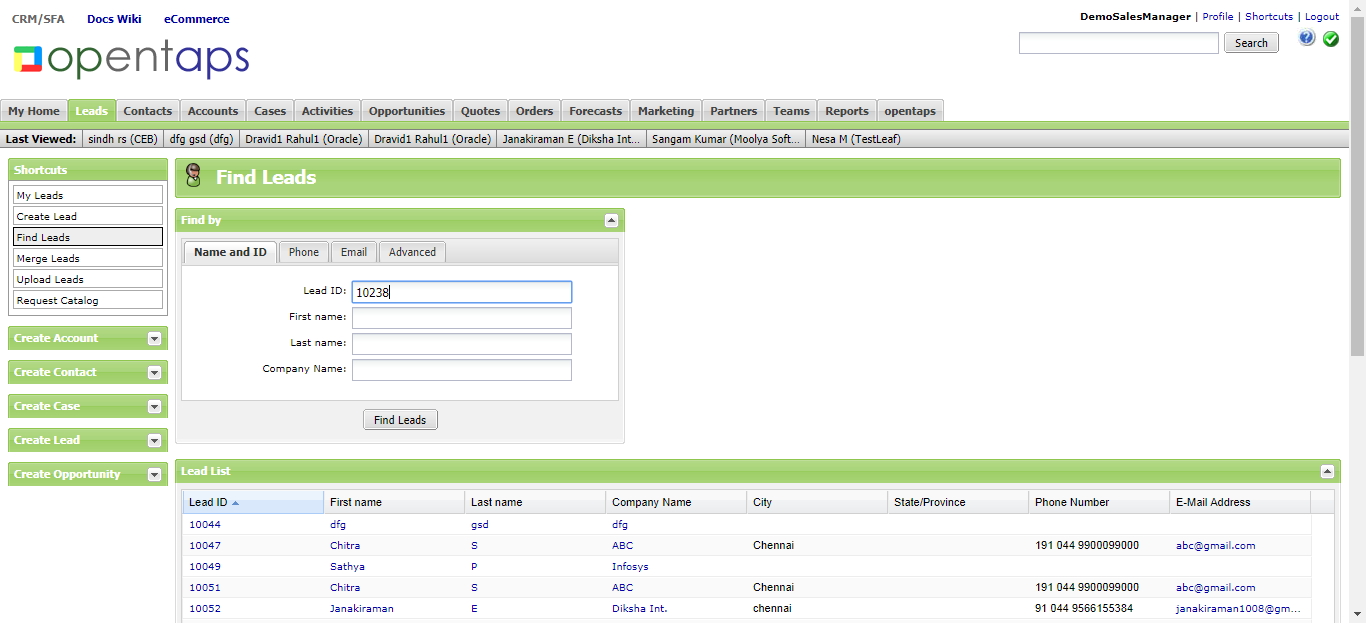 CRM/SFA Docs Wiki eCommerce
DemoSalesManager | Profile | Shortcuts | Logout
Search
opentaps
My Home Leads Contacts Accounts Cases Activities Opportunities Quotes Orders Forecasts Marketing Partners Teams Reports opentaps
Last Viewed: sindh rs (CEB) dfg gsd (dfg) Dravid1 Rahul1 (Oracle) Dravid1 Rahul1 (Oracle) Janakiraman E (Diksha Int... Sangam Kumar (Moolya Soft... Nesa M (TestLeaf)
Shortcuts
My Leads
Create Lead
Find Leads
Merge Leads
Upload Leads
Request Catalog
Create Account
Create Contact
Create Case
Create Lead
Create Opportunity
Find Leads
Find by
Name and ID Phone Email Advanced
Lead ID: 10238
First name:
Last name:
Company Name:
Find Leads
Lead List
Lead ID First name Last name Company Name City State/Province Phone Number E-Mail Address
10044 dfg gsd dfg
10047 Chitra S ABC Chennai 191 044 9900099000 abc@gmail.com
10049 Sathya P Infosys
10051 Chitra S ABC Chennai 191 044 9900099000 abc@gmail.com
10052 Janakiraman E Diksha Int. chennai 91 044 9566155384 janakiraman1008@gm...